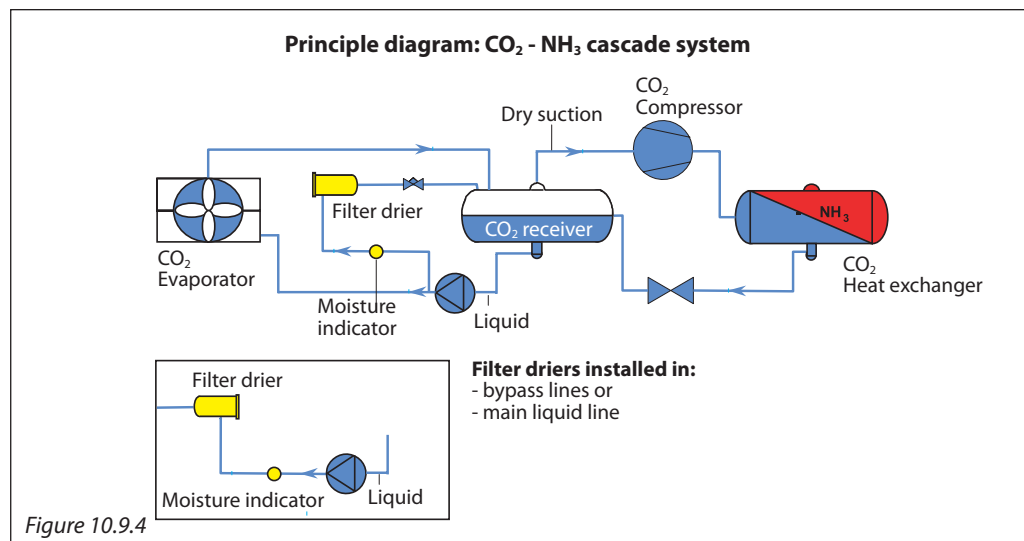 Principle diagram: CO₂ - NH₃ cascade system
CO₂
Compressor
Dry suction
Filter drier
CO₂ receiver
NH₃
CO₂
Evaporator
CO₂
Heat exchanger
Moisture
indicator
Liquid
Filter drier
Moisture indicator
Liquid
Filter driers installed in:
- bypass lines or
- main liquid line
Figure 10.9.4